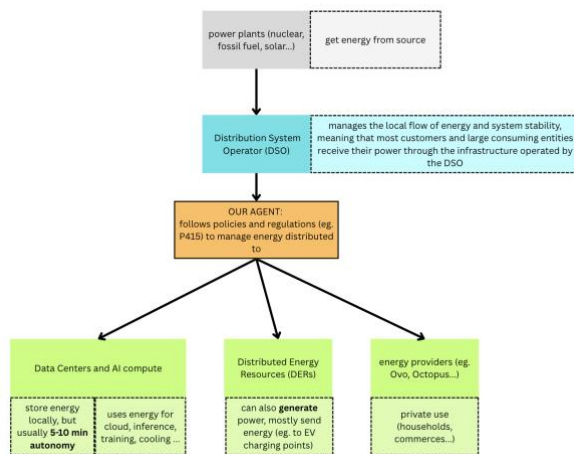 power plants (nuclear,
fossil fuel, solar...)
get energy from source
Distribution System
Operator (DSO)
manages the local flow of energy and system stability,
meaning that most customers and large consuming entities
receive their power through the infrastructure operated by
the DSO
OUR AGENT:
follows policies and regulations (eg.
P415) to manage energy distributed
to
Data Centers and AI compute
store energy
locally, but
usually 5-10 min
autonomy
uses energy for
cloud, inference,
training, cooling ...
Distributed Energy
Resources (DERs)
can also generate
power, mostly send
energy (eg. to EV
charging points)
energy providers (eg.
Ovo, Octopus...)
private use
(households,
commerces...)